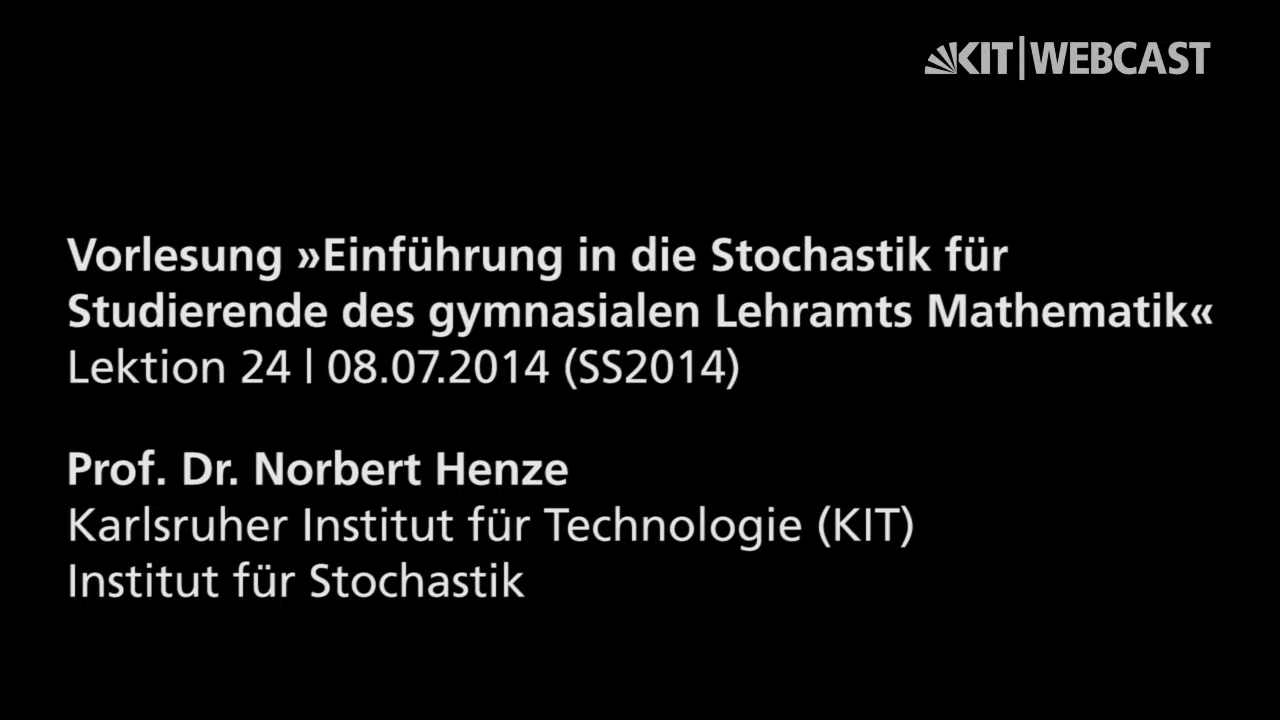 KIT|WEBCAST
Vorlesung »Einführung in die Stochastik für
Studierende des gymnasialen Lehramts Mathematik«
Lektion 24 | 08.07.2014 (SS2014)
Prof. Dr. Norbert Henze
Karlsruher Institut für Technologie (KIT)
Institut für Stochastik